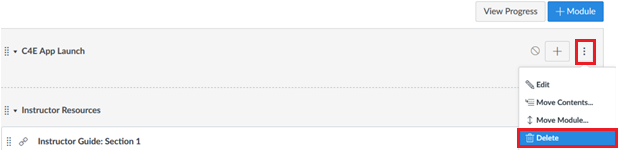 View Progress
+ Module
C4E App Launch
Edit
Move Contents...
Move Module...
Delete
Instructor Resources
Instructor Guide: Section 1